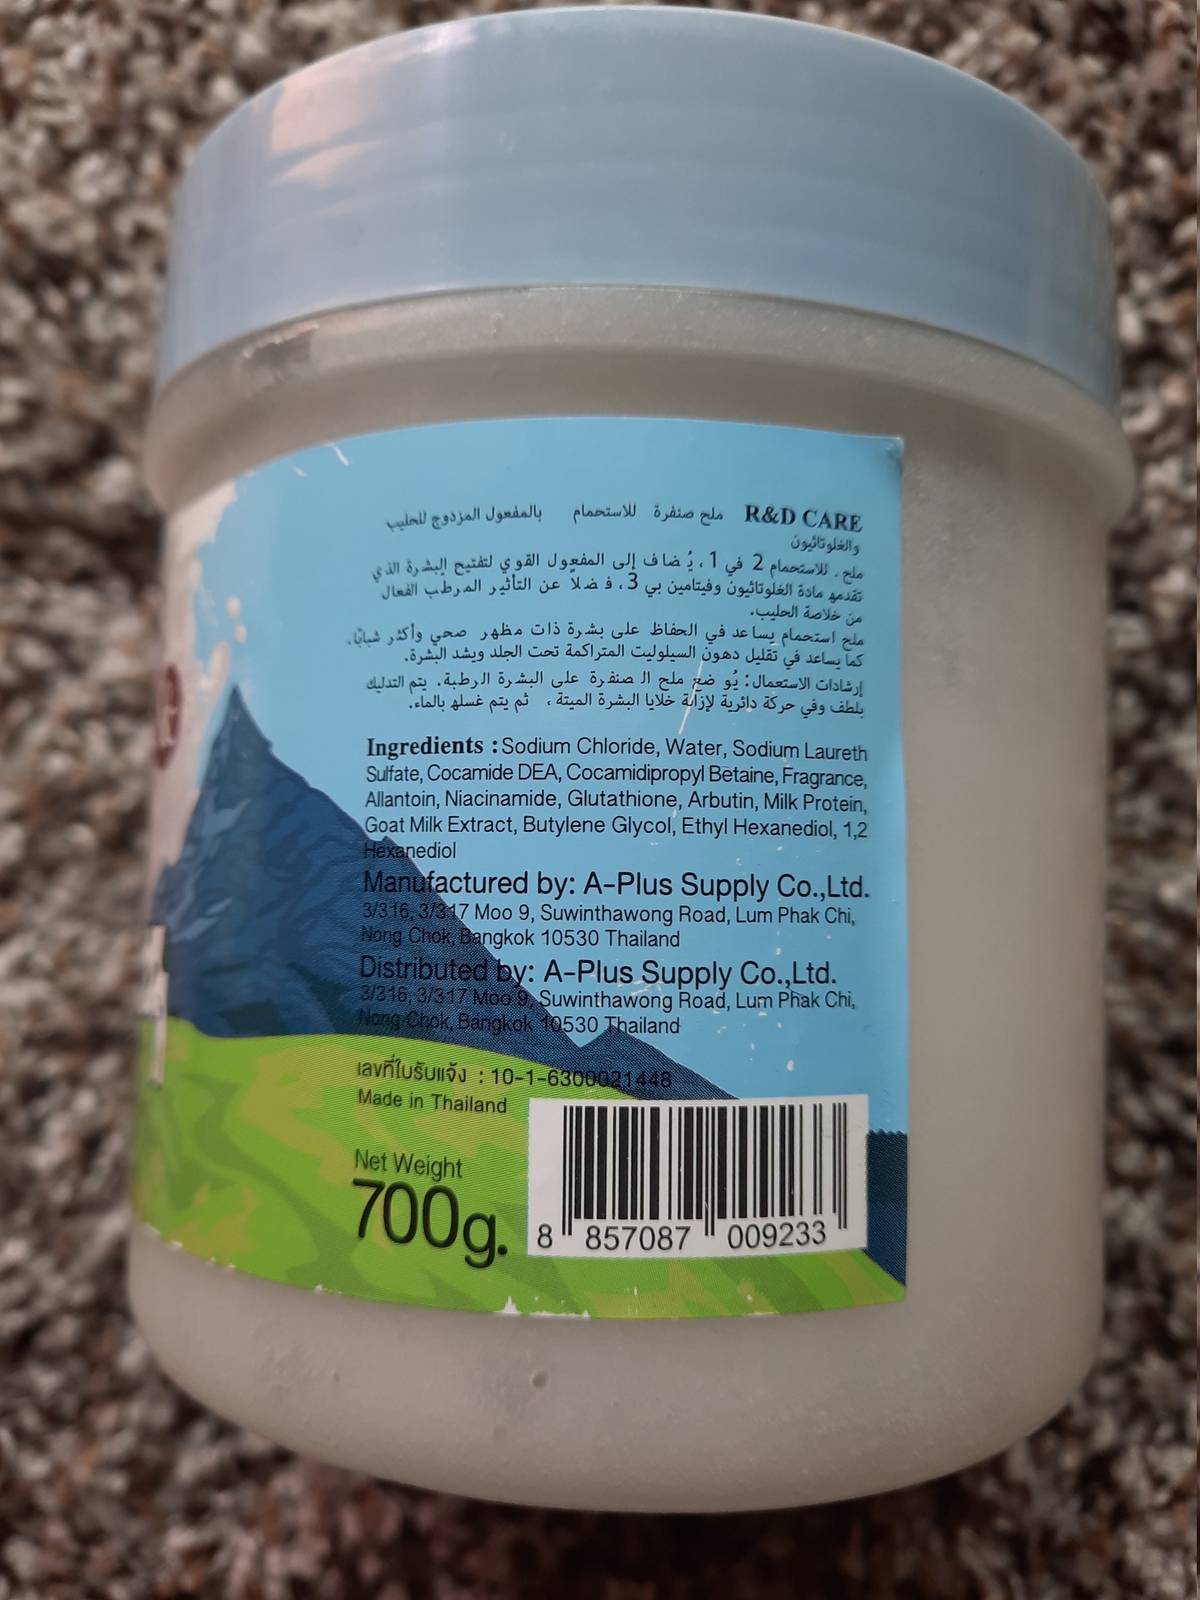 R&D CARE ملح صنفرة للاستحمام بالمفعول المزدوج للحليب
والغلوتاثيون
ملح . للاستحمام 2 في 1، يُضاف إلى المفعول القوي لتفتيح البشرة الذي
تقدمه مادة الغلوتاثيون وفيتامين بي 3، فضلاً عن التأثير المرطب الفعال
من خلاصة الحليب.
ملح استحمام يساعد في الحفاظ على بشرة ذات مظهر صحي وأكثر شبابًا،
كما يساعد في تقليل دهون السيلوليت المتراكمة تحت الجلد ويشد البشرة.
إرشادات الاستعمال: يُوضع ملح الصنفرة على البشرة الرطبة. يتم التدليك
بلطف وفي حركة دائرية لإزالة خلايا البشرة الميتة، ثم يتم غسله بالماء.
Ingredients : Sodium Chloride, Water, Sodium Laureth
Sulfate, Cocamide DEA, Cocamidipropyl Betaine, Fragrance,
Allantoin, Niacinamide, Glutathione, Arbutin, Milk Protein,
Goat Milk Extract, Butylene Glycol, Ethyl Hexanediol, 1,2
Hexanediol
Manufactured by: A-Plus Supply Co.,Ltd.
3/316, 3/317 Moo 9, Suwinthawong Road, Lum Phak Chi,
Nong Chok, Bangkok 10530 Thailand
Distributed by: A-Plus Supply Co.,Ltd.
3/316, 3/317 Moo 9, Suwinthawong Road, Lum Phak Chi,
Nong Chok, Bangkok 10530 Thailand
เลขที่ใบรับแจ้ง : 10-1-6300021448
Made in Thailand
Net Weight
700g.
8 857087 009233